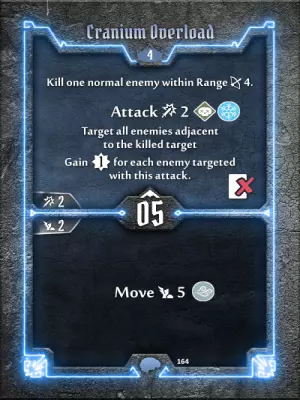 Cranium Overload
4
Kill one normal enemy within Range 4.
Attack 2
Target all enemies adjacent
to the killed target
Gain 1 for each enemy targeted
with this attack.
2
05
2
Move 5
164